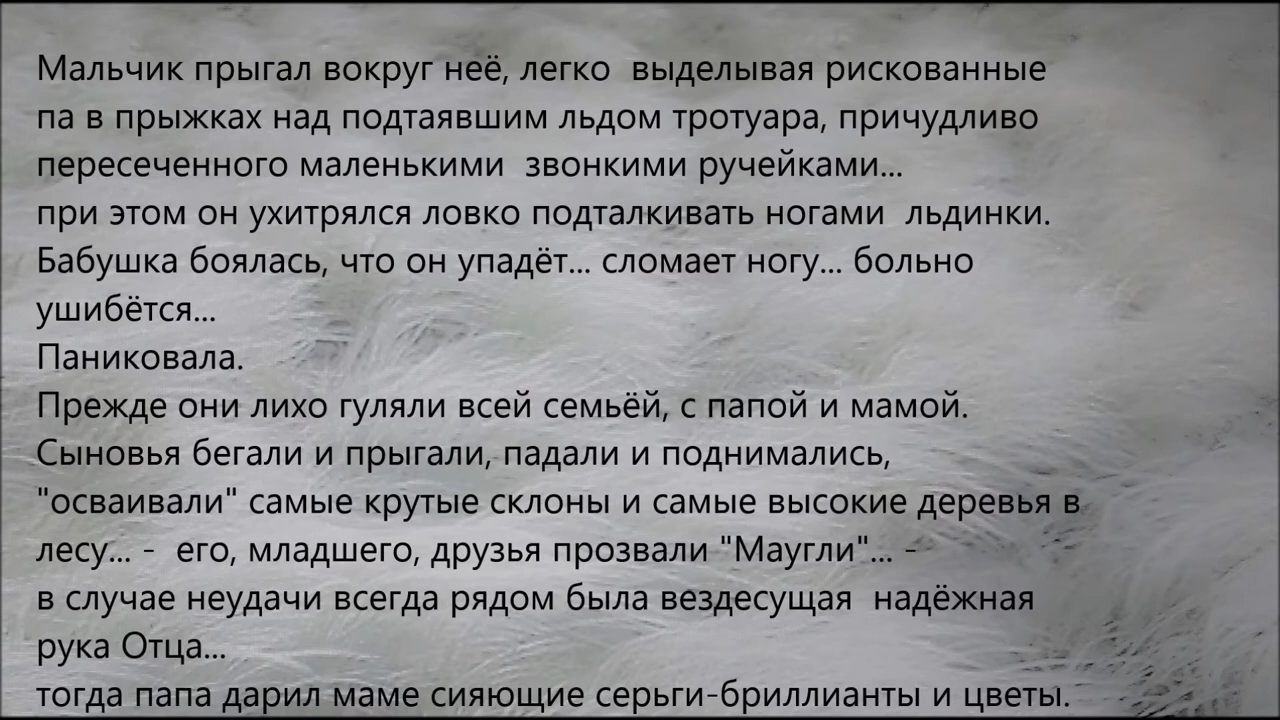 Мальчик прыгал вокруг неё, легко  выделывая рискованные
па в прыжках над подтаявшим льдом тротуара, причудливо
пересеченного маленькими  звонкими ручейками...
при этом он ухитрялся ловко подталкивать ногами  льдинки.
Бабушка боялась, что он упадёт... сломает ногу... больно
ушибётся...
Паниковала.
Прежде они лихо гуляли всей семьёй, с папой и мамой.
Сыновья бегали и прыгали, падали и поднимались,
"осваивали" самые крутые склоны и самые высокие деревья в
лесу... -  его, младшего, друзья прозвали "Маугли"... -
в случае неудачи всегда рядом была вездесущая  надёжная
рука Отца...
тогда папа дарил маме сияющие серьги-бриллианты и цветы.